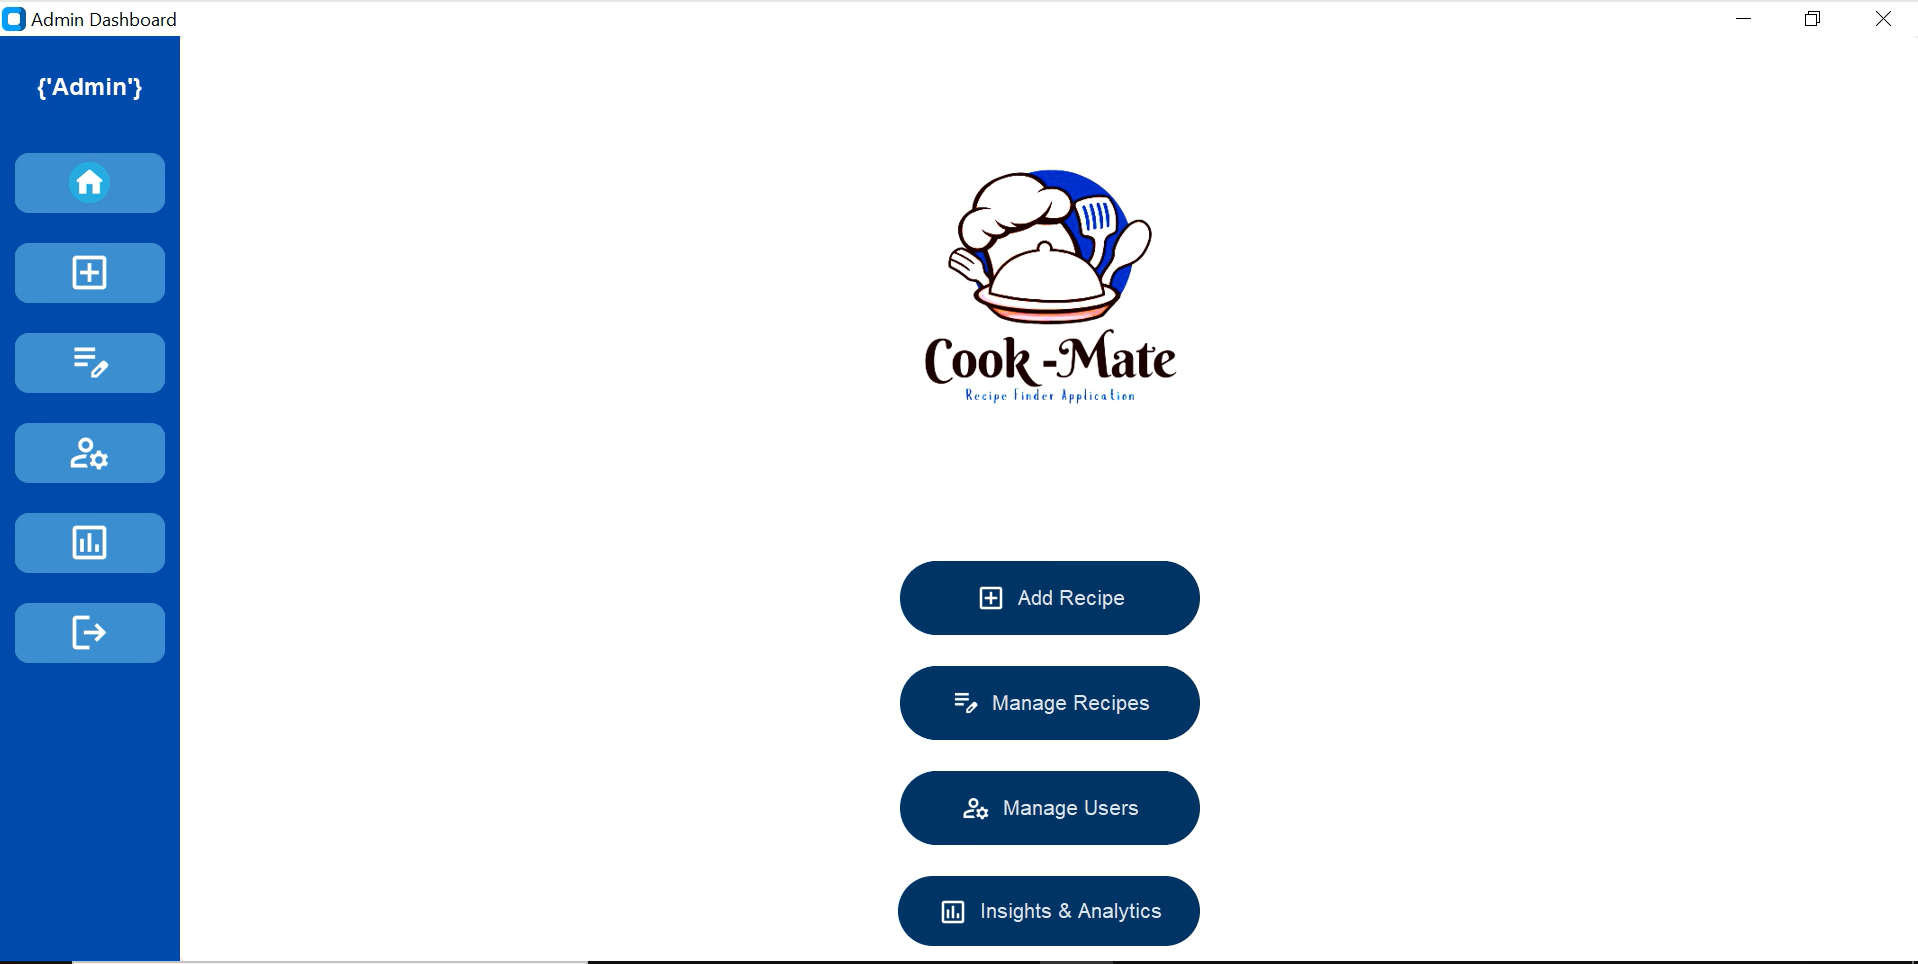 Admin Dashboard
{'Admin'}
Cook-Mate
Recipe Finder Application
Add Recipe
Manage Recipes
Manage Users
Insights & Analytics